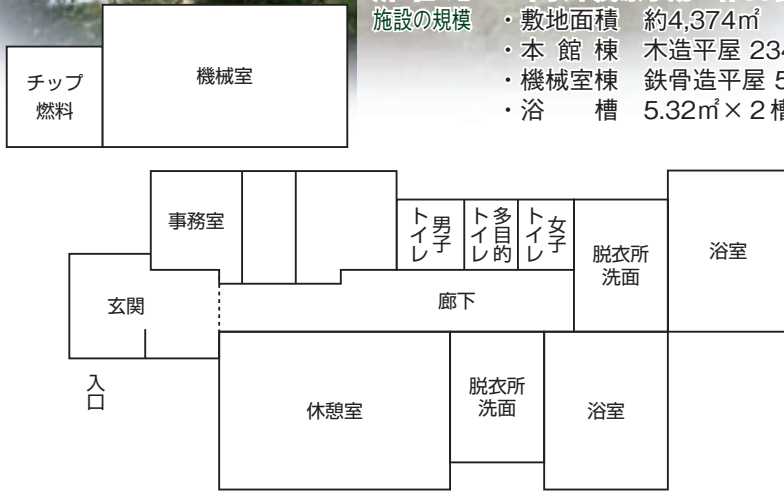 施設の規模 ・敷地面積 約4,374㎡
・本館棟 木造平屋 234
・機械室棟 鉄骨造平屋 5
・浴槽 5.32㎡×2槽
チップ
燃料
機械室
事務室
男子
トイレ
多目的
トイレ
女子
トイレ
脱衣所
洗面
浴室
玄関
廊下
入口
休憩室
脱衣所
洗面
浴室